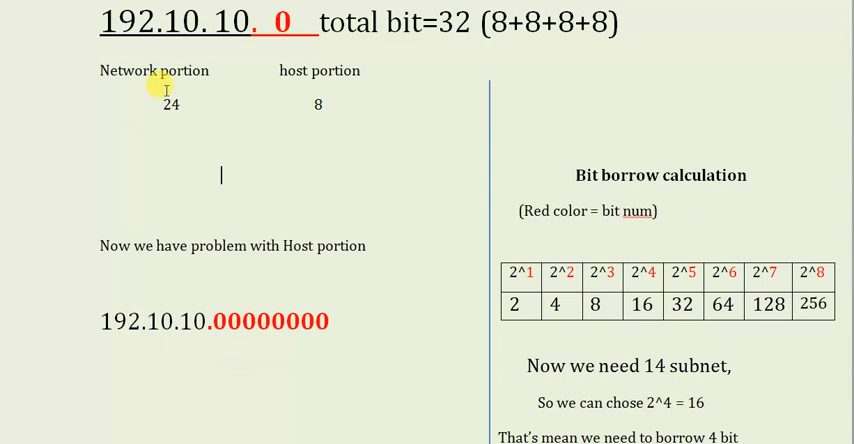 192.10. 10. 0 total bit=32 (8+8+8+8)
Network portion host portion
24 8
Now we have problem with Host portion
192.10.10.00000000
Bit borrow calculation
(Red color = bit num)
2^1 2^2 2^3 2^4 2^5 2^6 2^7 2^8
2 4 8 16 32 64 128 256
Now we need 14 subnet,
So we can chose 2^4 = 16
That's mean we need to borrow 4 bit